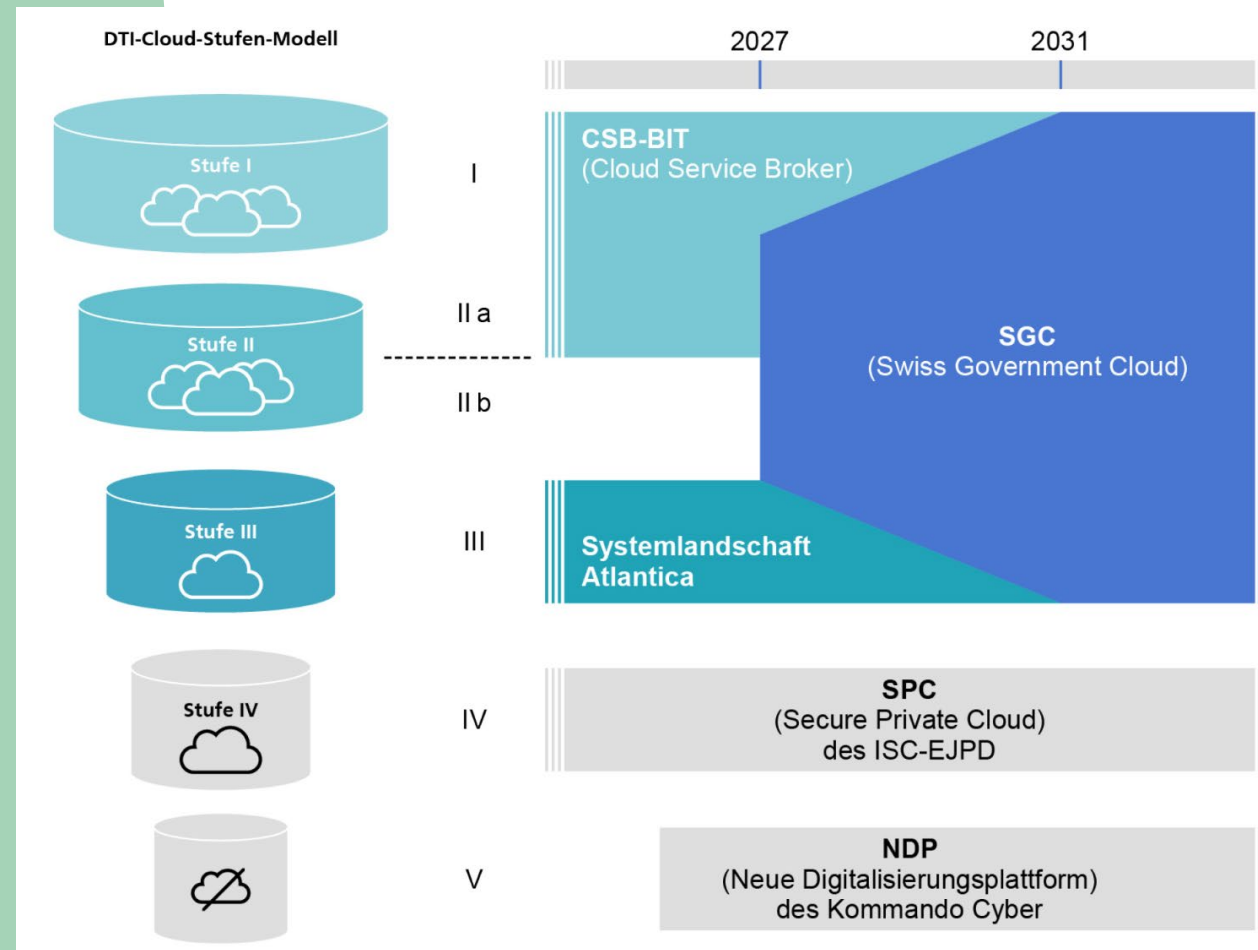 DTI-Cloud-Stufen-Modell
2027
2031
Stufe I
I
CSB-BIT
(Cloud Service Broker)
Stufe II
II a
II b
SGC
(Swiss Government Cloud)
Stufe III
III
Systemlandschaft
Atlantica
Stufe IV
IV
SPC
(Secure Private Cloud)
des ISC-EJPD
V
NDP
(Neue Digitalisierungsplattform)
des Kommando Cyber